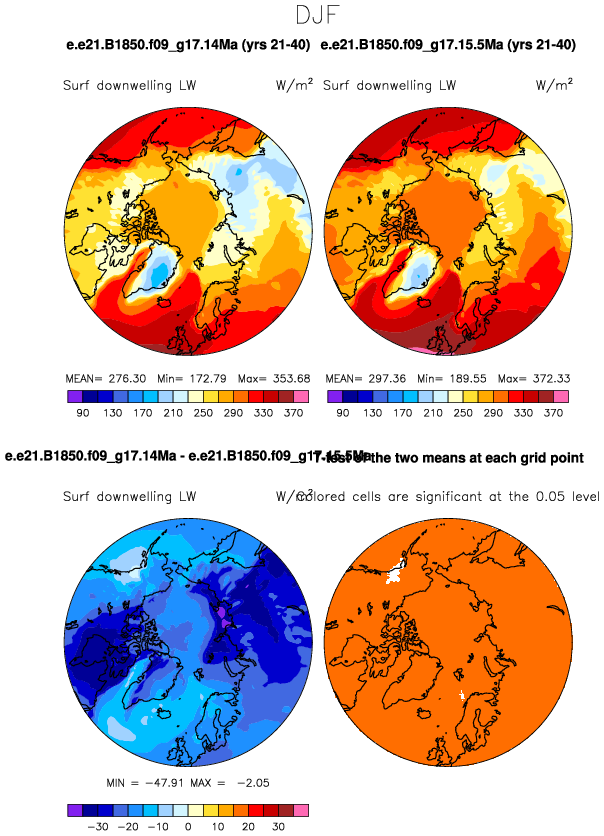 DJF
e.e21.B1850.f09_g17.14Ma (yrs 21-40) e.e21.B1850.f09_g17.15.5Ma (yrs 21-40)
Surf downwelling LW W/m² Surf downwelling LW W/m²
MEAN= 276.30 Min= 172.79 Max= 353.68 MEAN= 297.36 Min= 189.55 Max= 372.33
90 130 170 210 250 290 330 370 90 130 170 210 250 290 330 370
e.e21.B1850.f09_g17.14Ma - e.e21.B1850.f09_g17.15.5Ma T-test of the two means at each grid point
Surf downwelling LW W/m² Colored cells are significant at the 0.05 level
MIN = -47.91 MAX = -2.05
-30 -20 -10 0 10 20 30